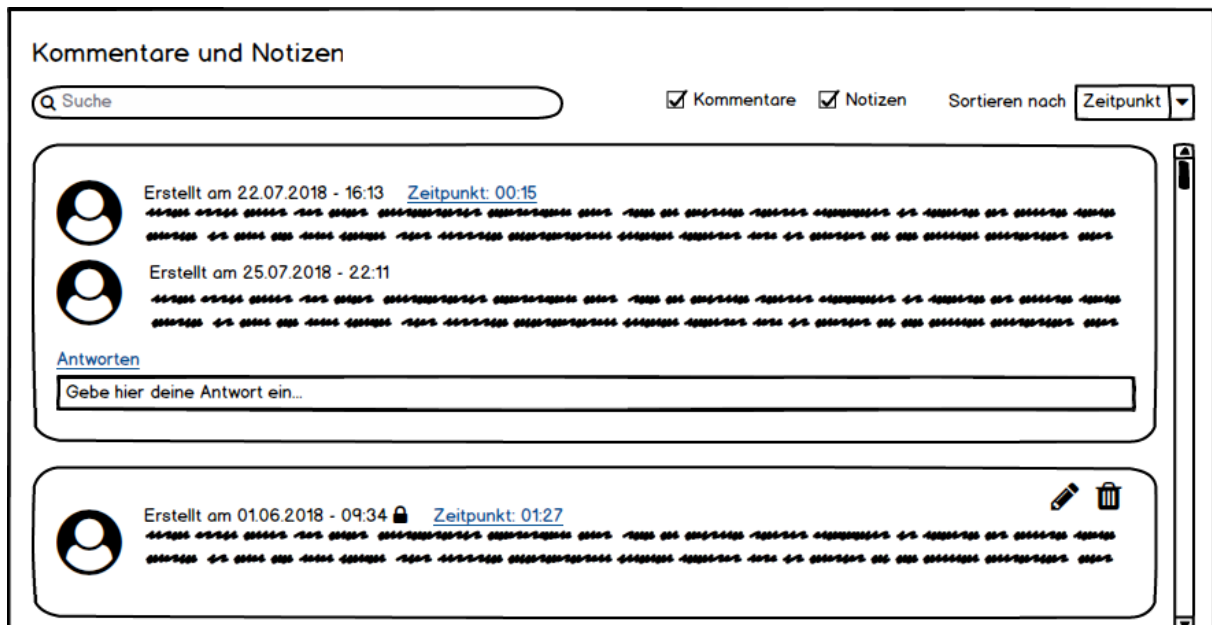 Kommentare und Notizen
Suche
Kommentare Notizen Sortieren nach Zeitpunkt
Erstellt am 22.07.2018 - 16:13 Zeitpunkt: 00:15
Erstellt am 25.07.2018 - 22:11
Antworten
Gebe hier deine Antwort ein...
Erstellt am 01.06.2018 - 09:34 Zeitpunkt: 01:27